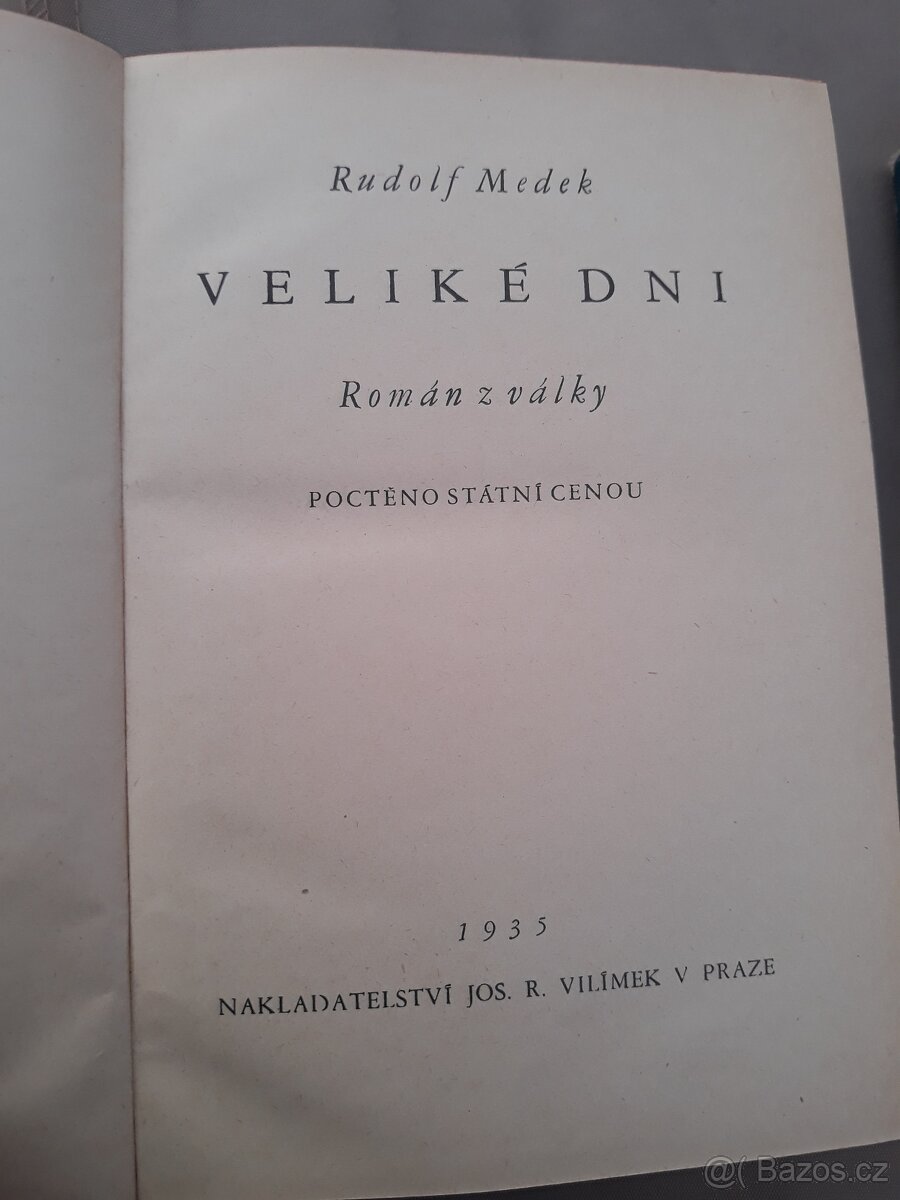 Rudolf Medek
VELIKÉ DNI
Román z války
POCTĚNO STÁTNÍ CENOU
1935
NAKLADATELSTVÍ JOS. R. VILÍMEK V PRAZE
@( Bazos.cz